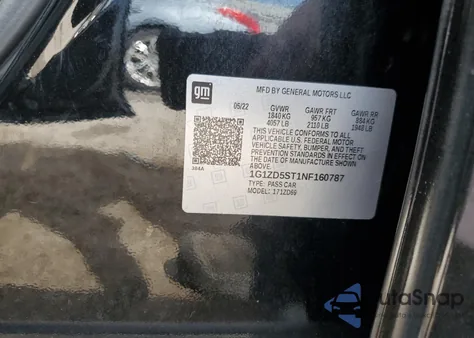 gm
MFD BY GENERAL MOTORS LLC
05/22 GVWR GAWR FRT GAWR RR
1840 KG 957 KG 884 KG
4057 LB 2110 LB 1948 LB
THIS VEHICLE CONFORMS TO ALL APPLICABLE
U.S. FEDERAL MOTOR
VEHICLE SAFETY, BUMPER, AND THEFT
PREVENTION STANDARDS IN EFFECT ON THE
DATE OF MANUFACTURE SHOWN
ABOVE.
1G1ZD5ST1NF160787
TYPE: PASS CAR
MODEL: 171ZD69
AutaSnap